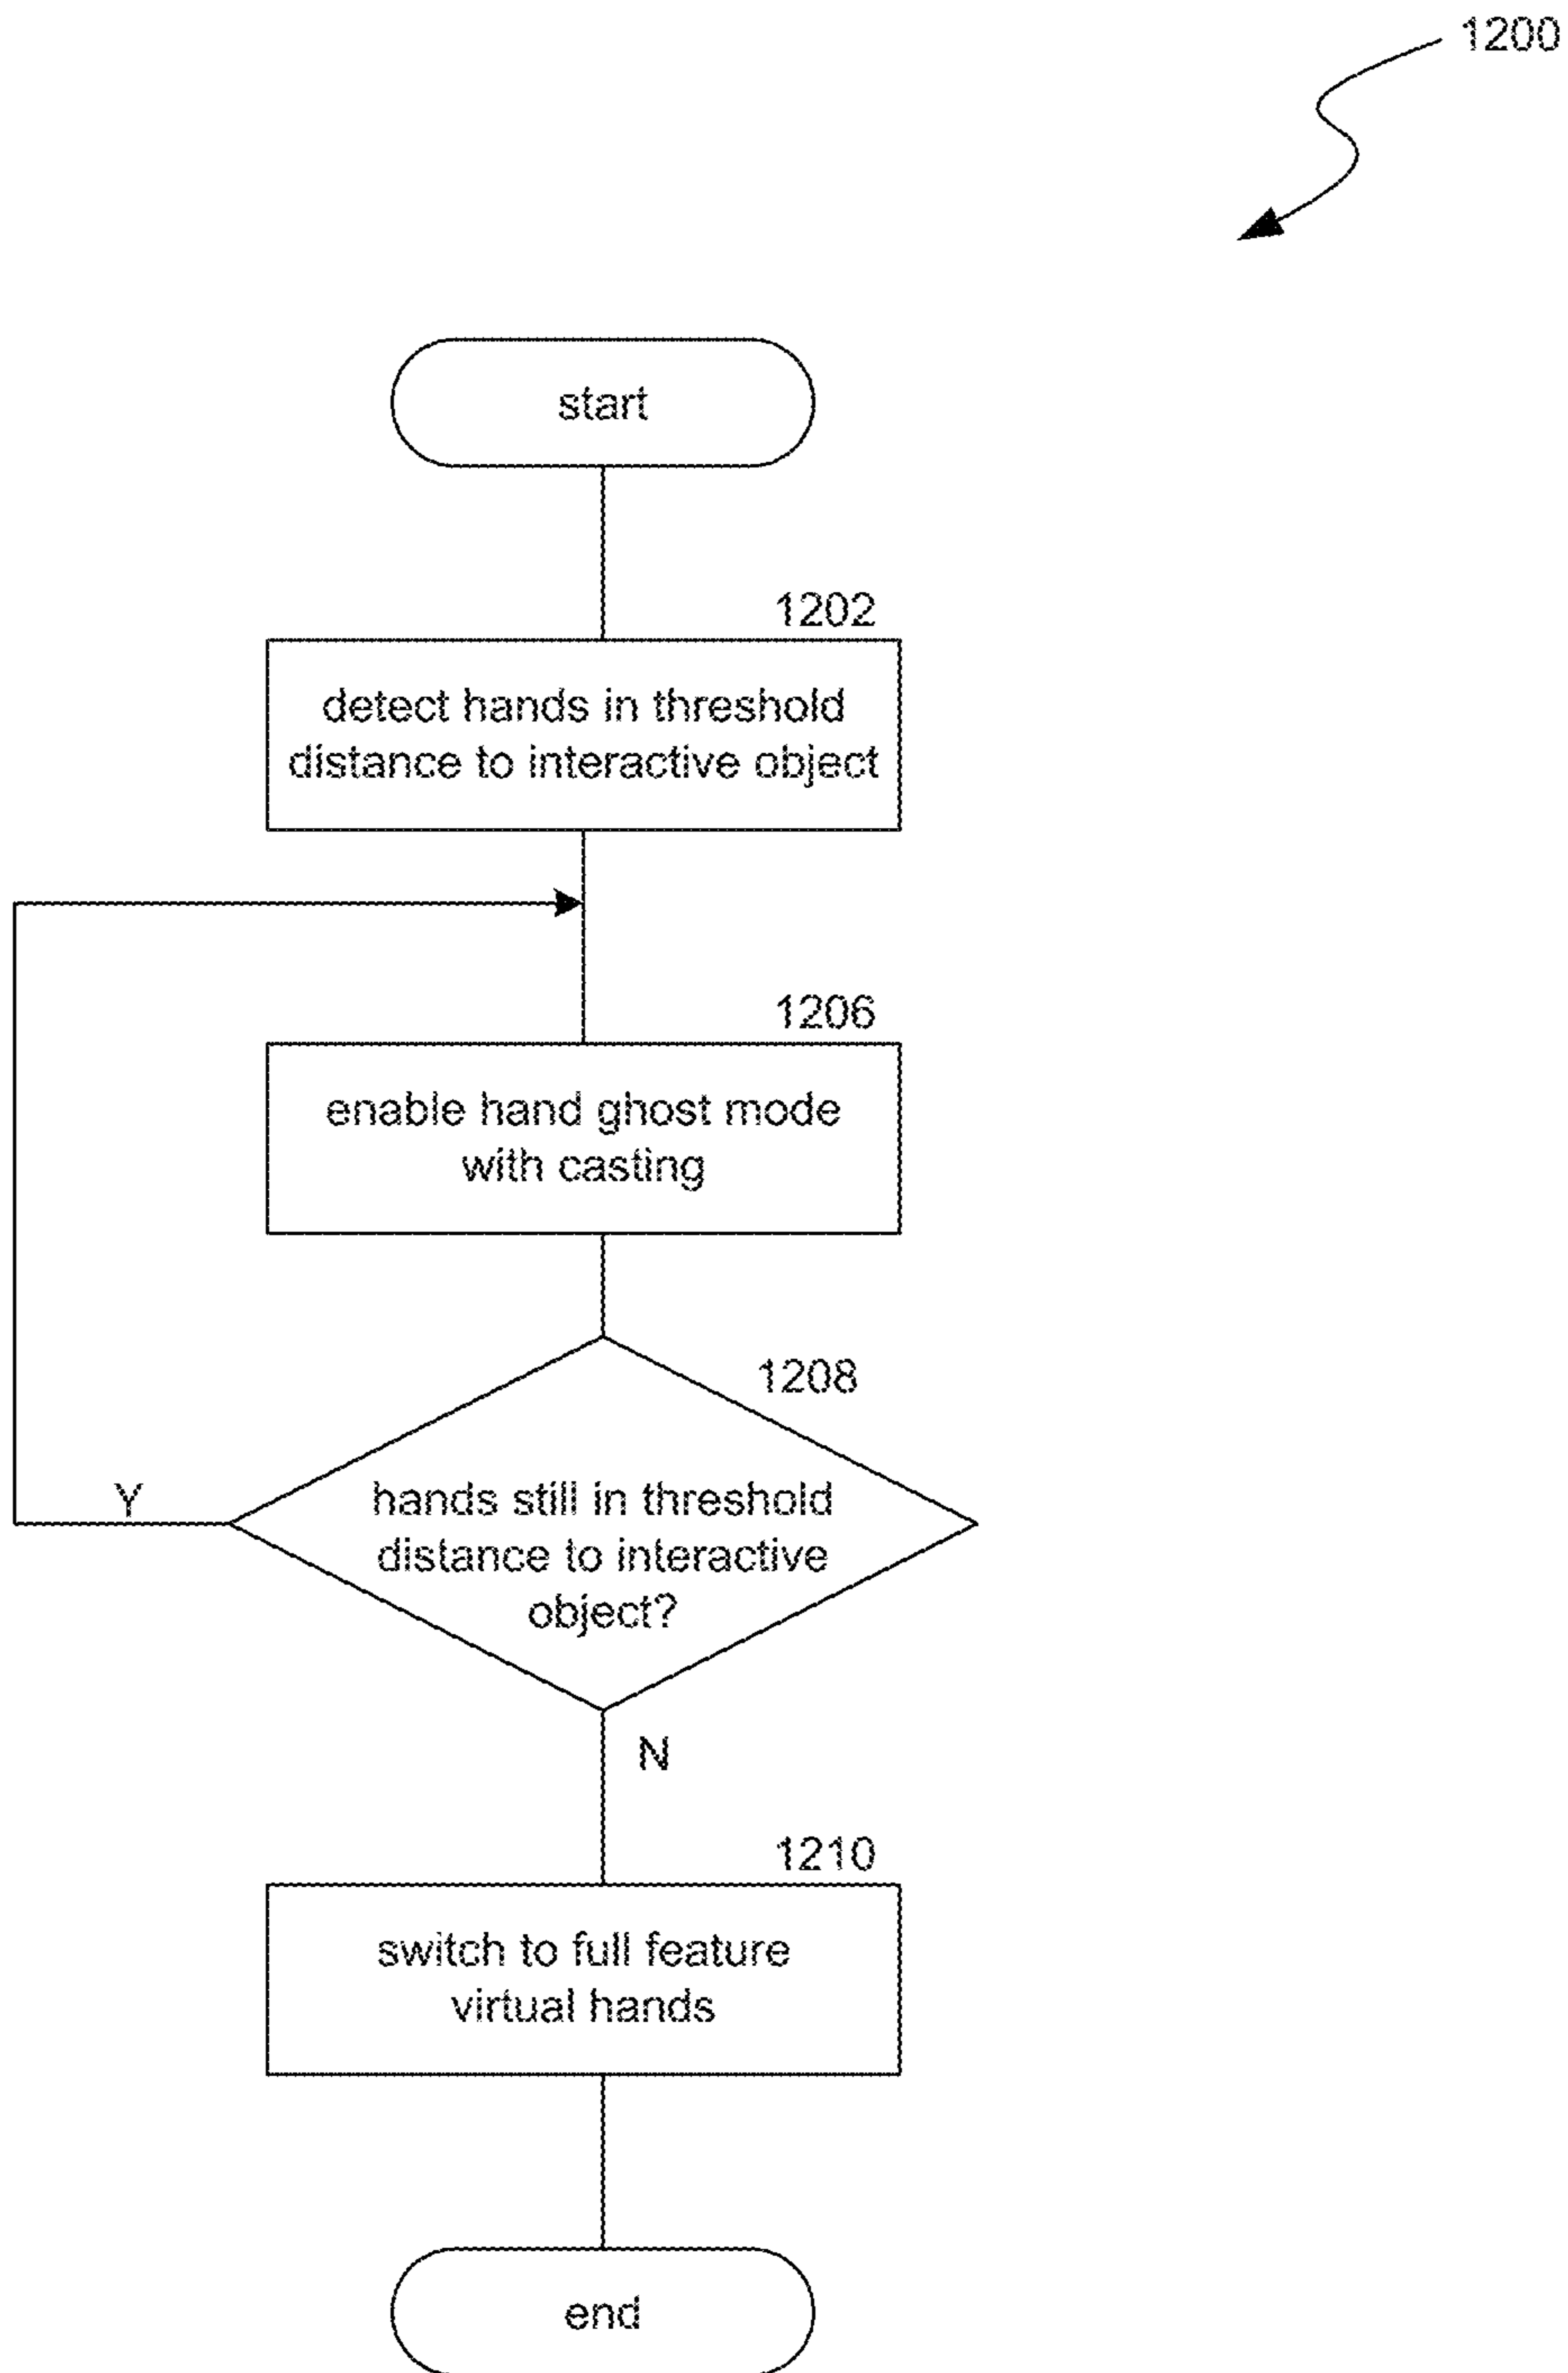 1200
start
1202
detect hands in threshold
distance to interactive object
1206
enable hand ghost mode
with casting
1208
hands still in threshold
distance to interactive
object?
Y
N
1210
switch to full feature
virtual hands
end